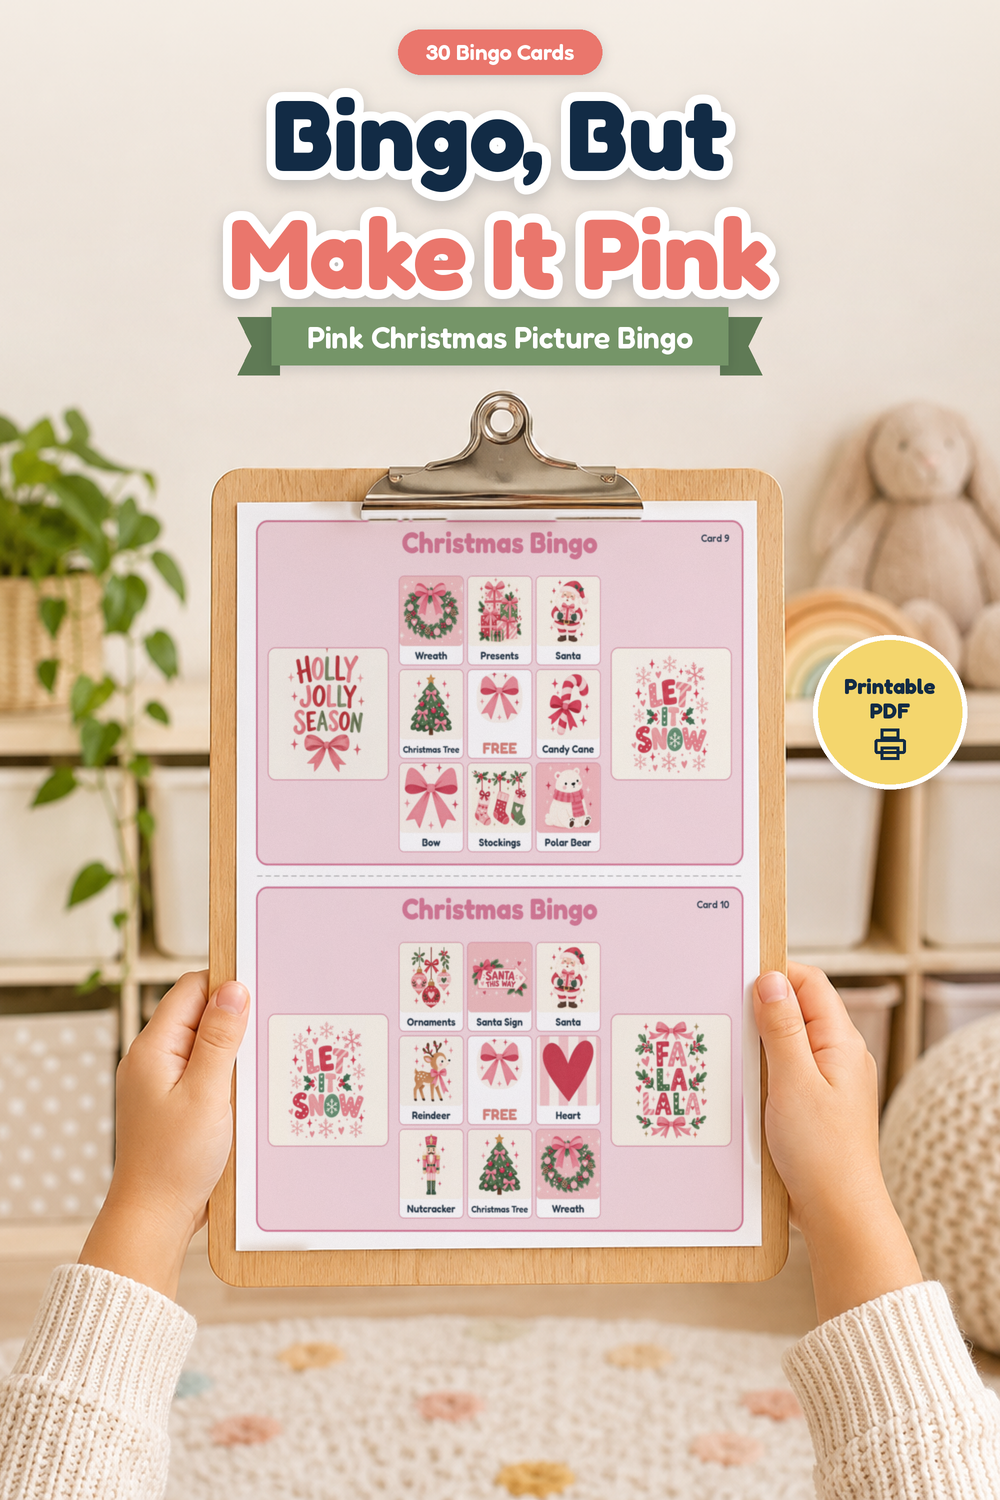 30 Bingo Cards
Bingo, But
Make It Pink
Pink Christmas Picture Bingo
Christmas Bingo
Card 9
Wreath
Presents
Santa
HOLLY
JOLLY
SEASON
LET
IT
SNOW
Christmas Tree
FREE
Candy Cane
Bow
Stockings
Polar Bear
Printable
PDF
Christmas Bingo
Card 10
SANTA
THIS WAY
Ornaments
Santa Sign
Santa
LET
IT
SNOW
FA
LA
LALA
Reindeer
FREE
Heart
Nutcracker
Christmas Tree
Wreath